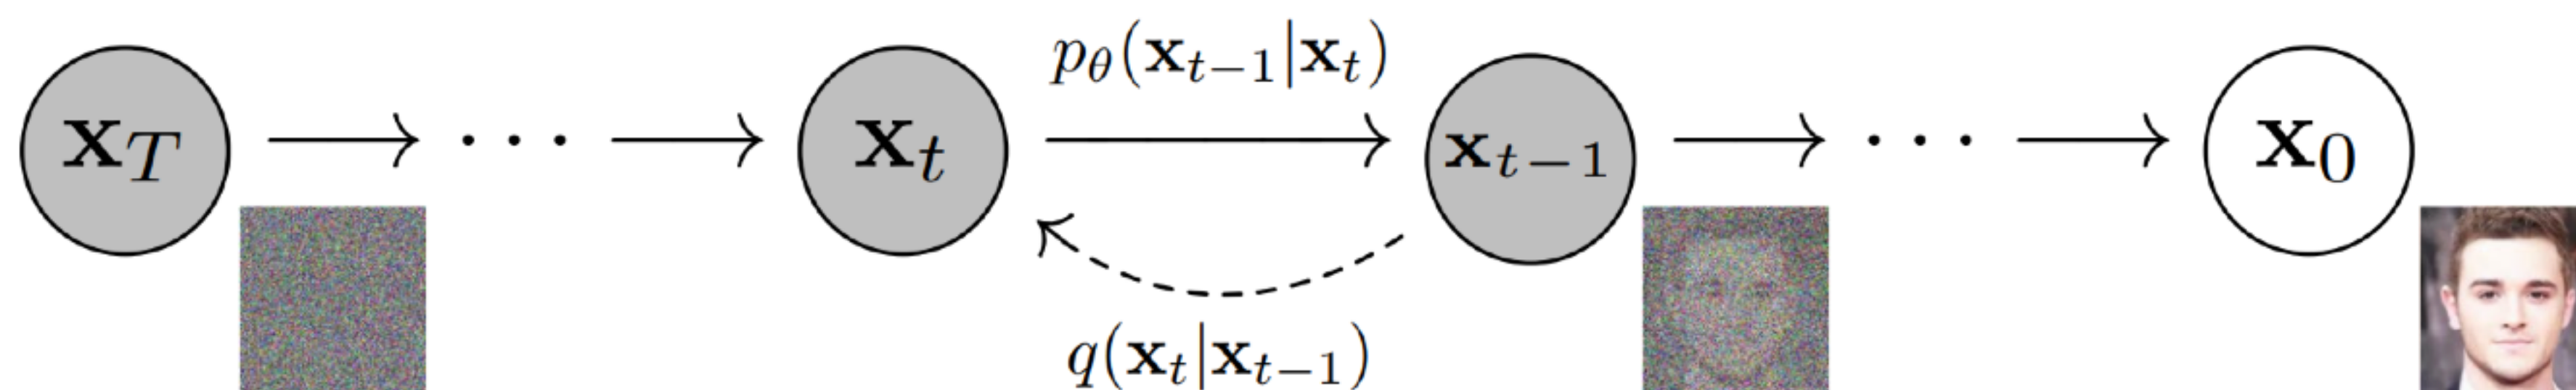 p_θ(x_{t−1}|x_t)
x_T → ··· → x_t → x_{t−1} → ··· → x_0
q(x_t|x_{t−1})